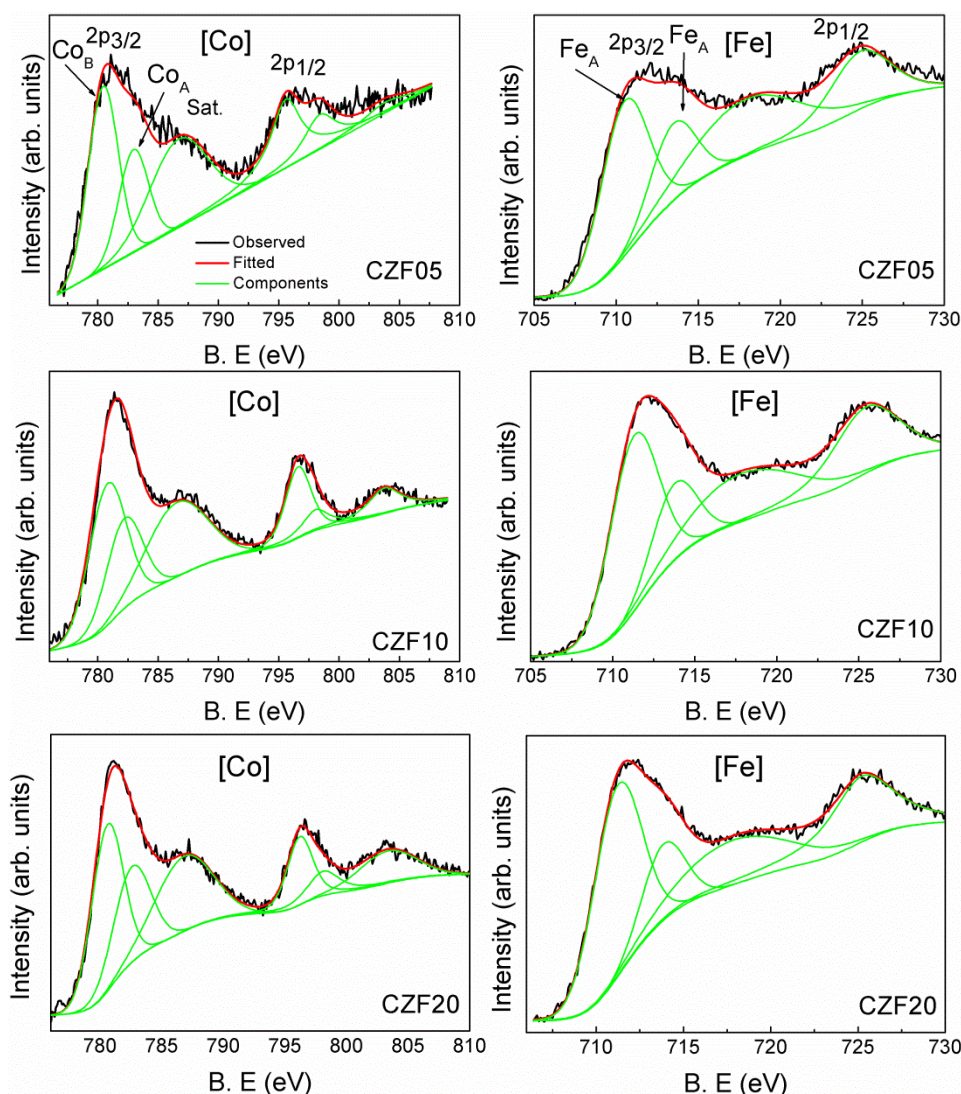 [Co]
2p3/2
CoB
CoA
Sat.
2p1/2
Observed
Fitted
Components
CZF05
Intensity (arb. units)
780 785 790 795 800 805 810
B. E (eV)
[Fe]
2p3/2
FeA
FeA
2p1/2
CZF05
Intensity (arb. units)
705 710 715 720 725 730
B. E (eV)
[Co]
CZF10
Intensity (arb. units)
780 785 790 795 800 805 810
B. E (eV)
[Fe]
CZF10
Intensity (arb. units)
705 710 715 720 725 730
B. E (eV)
[Co]
CZF20
Intensity (arb. units)
780 785 790 795 800 805 810
B. E (eV)
[Fe]
CZF20
Intensity (arb. units)
710 715 720 725 730
B. E (eV)